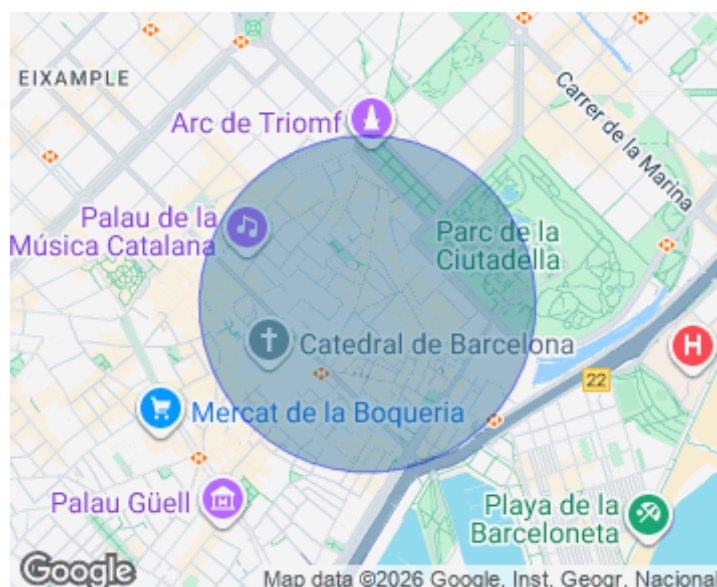 EIXAMPLE
Arc de Triomf
Carrer de la Marina
Palau de la
Música Catalana
Parc de la
Ciutadella
Catedral de Barcelona
H
22
Mercat de la Boqueria
Palau Güell
Playa de la
Barceloneta
Google
Map data ©2026 Google, Inst. Geogr. Nacional